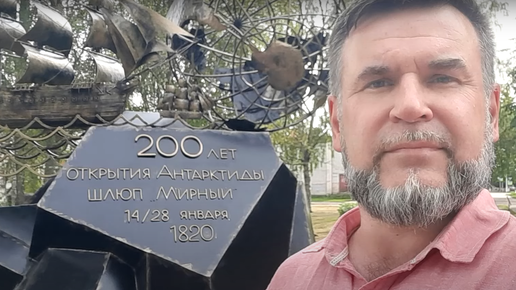 200 ЛЕТ
ОТКРЫТИЯ АНТАРКТИДЫ
ШЛЮП „МИРНЫЙ"
14/28 ЯНВАРЯ
1820